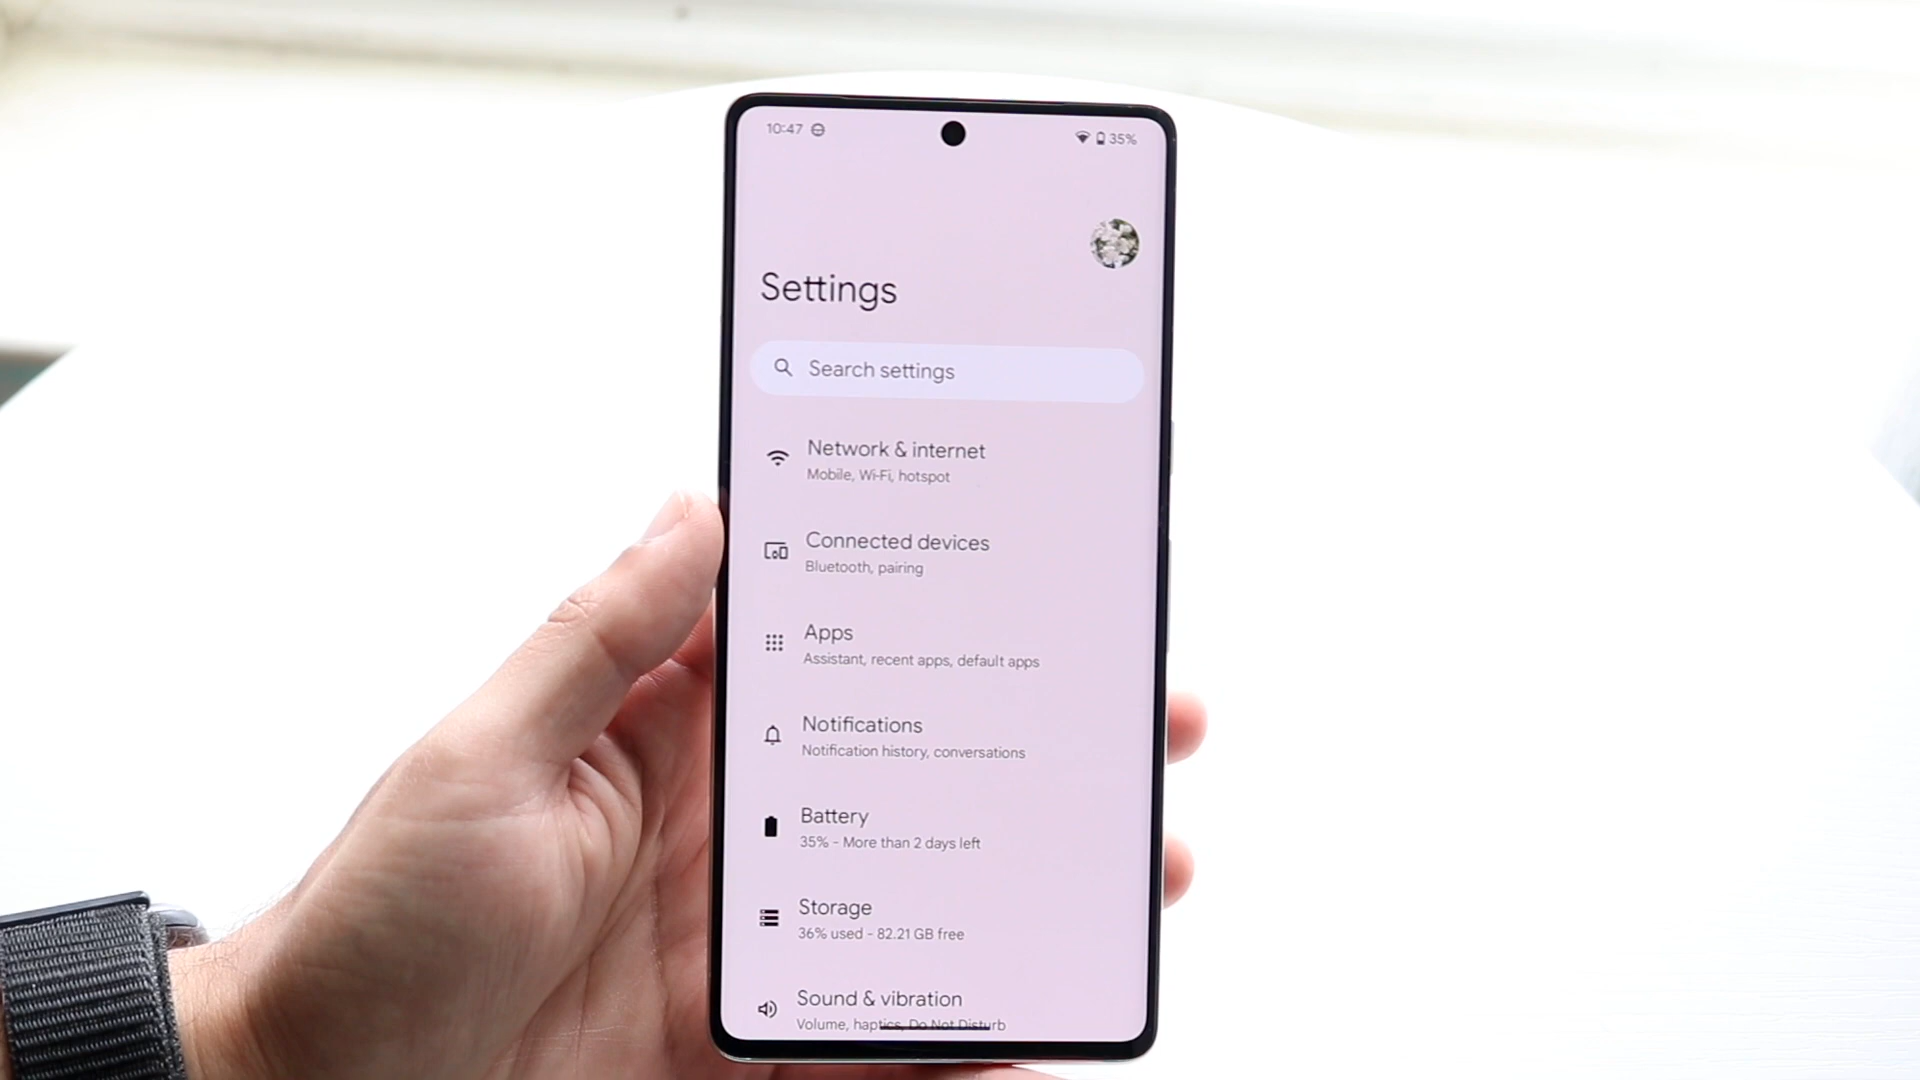 10:47
35%
Settings
Search settings
Network & internet
Mobile, Wi-Fi, hotspot
Connected devices
Bluetooth, pairing
Apps
Assistant, recent apps, default apps
Notifications
Notification history, conversations
Battery
35% - More than 2 days left
Storage
36% used - 82.21 GB free
Sound & vibration
Volume, haptics, Do Not Disturb